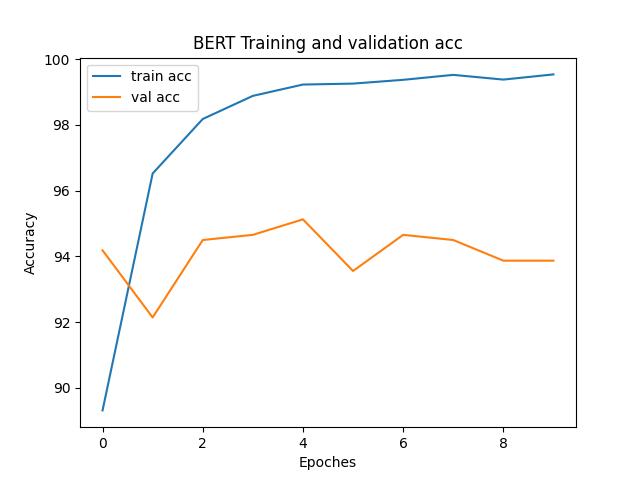 BERT Training and validation acc
train acc
val acc
100
98
96
94
92
90
Accuracy
0 2 4 6 8
Epoches